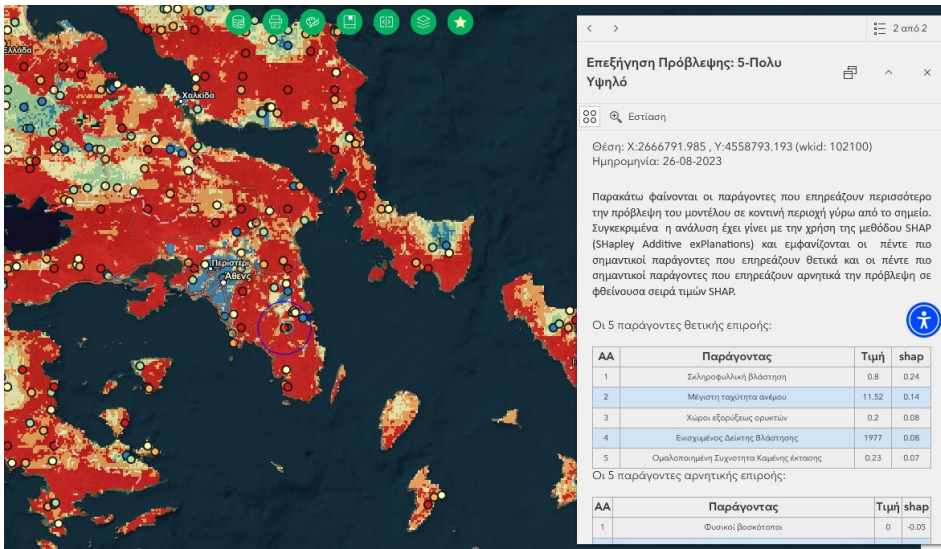 Ελλάδα
Χαλκίδα
Περιστέρι
Αθενς
2 από 2
Επεξήγηση Πρόβλεψης: 5-Πολυ
Υψηλό
Εστίαση
Θέση: X:2666791.985 , Y:4558793.193 (wkid: 102100)
Ημηρομηνία: 26-08-2023
Παρακάτω φαίνονται οι παράγοντες που επηρεάζουν περισσότερο
την πρόβλεψη του μοντέλου σε κοντινή περιοχή γύρω από το σημείο.
Συγκεκριμένα η ανάλυση έχει γίνει με την χρήση της μεθόδου SHAP
(SHapley Additive exPlanations) και εμφανίζονται οι πέντε πιο
σημαντικοί παράγοντες που επηρεάζουν θετικά και οι πέντε πιο
σημαντικοί παράγοντες που επηρεάζουν αρνητικά την πρόβλεψη σε
φθείνουσα σειρά τιμών SHAP.
Οι 5 παράγοντες θετικής επιροής:
ΑΑ Παράγοντας Τιμή shap
1 Σκληροφυλλική βλάστηση 0.8 0.24
2 Μέγιστη ταχύτητα ανέμου 11.52 0.14
3 Χώροι εξορύξεως ορυκτών 0.2 0.08
4 Ενισχυμένος Δείκτης Βλάστησης 1977 0.08
5 Ομαλοποιημένη Συχνοτητα Καμένης έκτασης 0.23 0.07
Οι 5 παράγοντες αρνητικής επιροής:
ΑΑ Παράγοντας Τιμή shap
1 Φυσικοί βοσκότοποι 0 -0.05